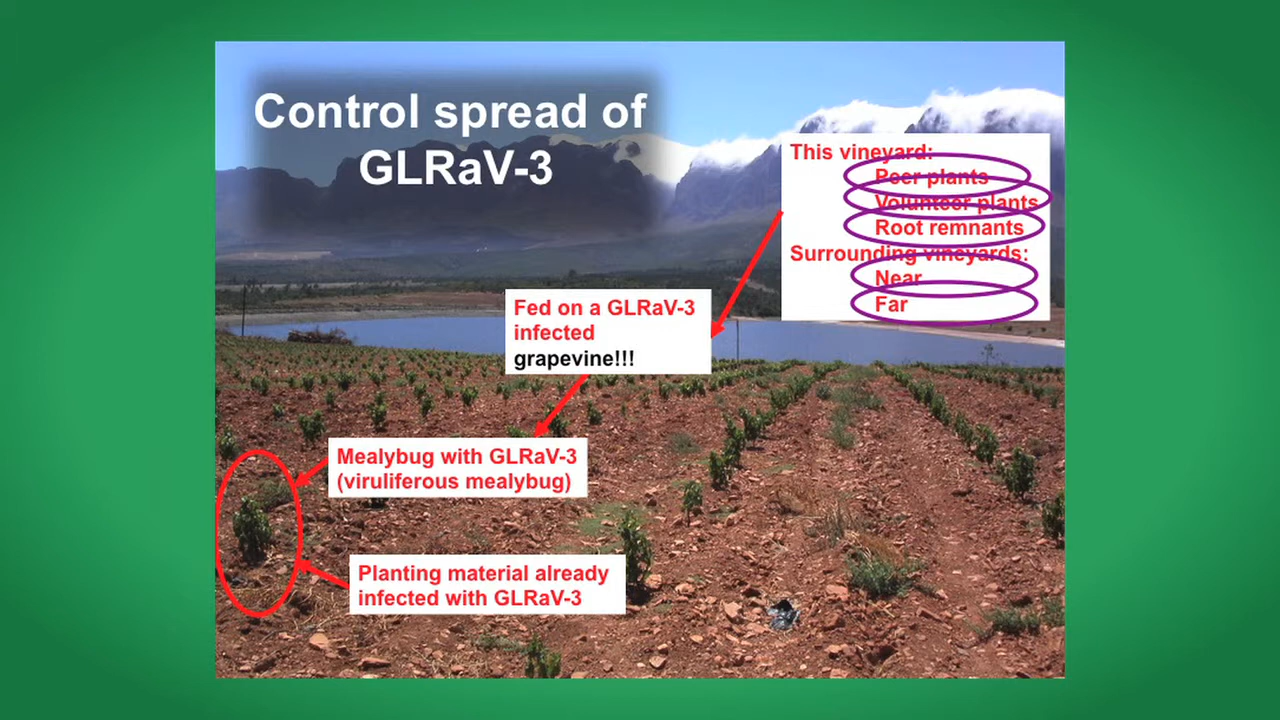 Control spread of
GLRaV-3
This vineyard:
Peer plants
Volunteer plants
Root remnants
Surrounding vineyards:
Near
Far
Fed on a GLRaV-3
infected
grapevine!!!
Mealybug with GLRaV-3
(viruliferous mealybug)
Planting material already
infected with GLRaV-3